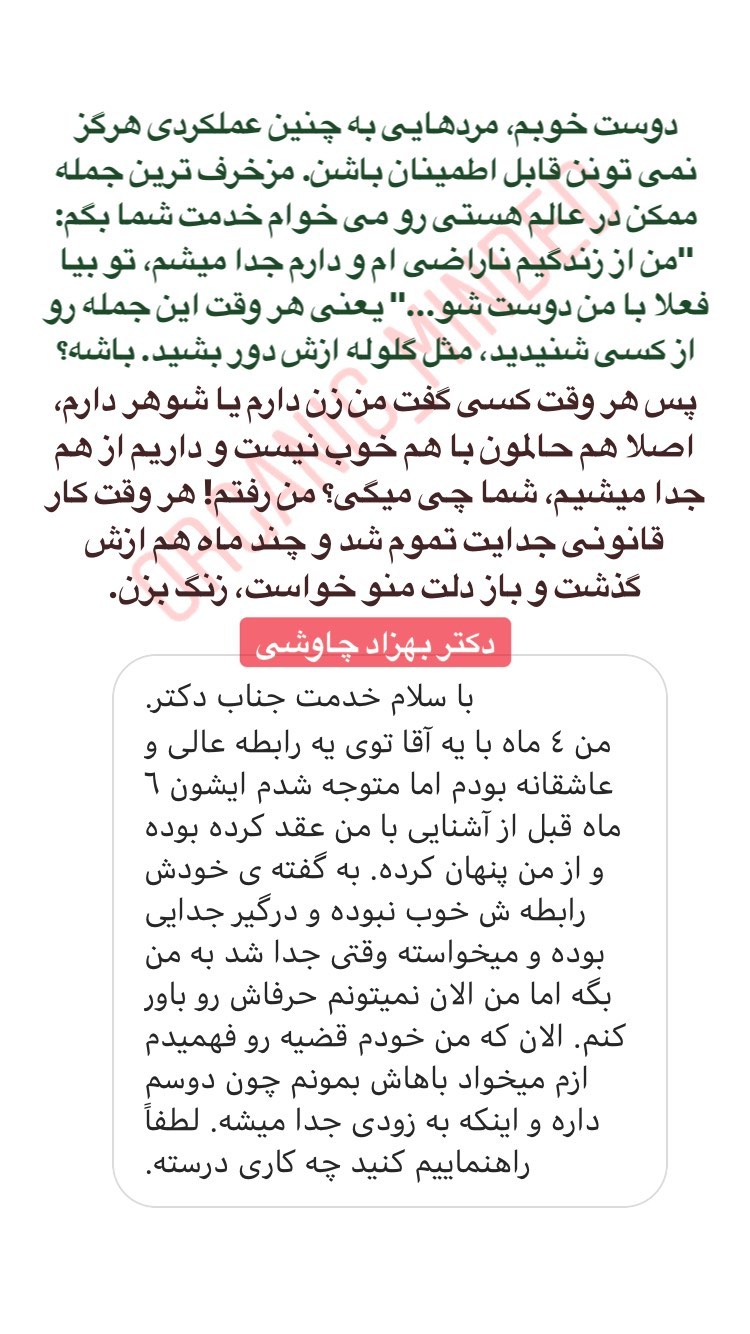 دوست خوبم، مردهایی به چنین عملکردی هرگز
نمی تونن قابل اطمینان باشن. مزخرف ترین جمله
ممکن در عالم هستی رو می خوام خدمت شما بگم:
"من از زندگیم ناراضی ام و دارم جدا میشم، تو بیا
فعلا با من دوست شو..." یعنی هر وقت این جمله رو
از کسی شنیدید، مثل گلوله ازش دور بشید. باشه؟
پس هر وقت کسی گفت من زن دارم یا شوهر دارم،
اصلا هم حالمون با هم خوب نیست و داریم از هم
جدا میشیم، شما چی میگی؟ من رفتم! هر وقت کار
قانونی جدایت تموم شد و چند ماه هم ازش
گذشت و باز دلت منو خواست، زنگ بزن.
ORGANIC_MINDED
دکتر بهزاد چاوشی
با سلام خدمت جناب دکتر.
من ٤ ماه با یه آقا توی یه رابطه عالی و
عاشقانه بودم اما متوجه شدم ایشون ٦
ماه قبل از آشنایی با من عقد کرده بوده
و از من پنهان کرده. به گفته ی خودش
رابطه ش خوب نبوده و درگیر جدایی
بوده و میخواسته وقتی جدا شد به من
بگه اما من الان نمیتونم حرفاش رو باور
کنم. الان که من خودم قضیه رو فهمیدم
ازم میخواد باهاش بمونم چون دوسم
داره و اینکه به زودی جدا میشه. لطفاً
راهنماییم کنید چه کاری درسته.